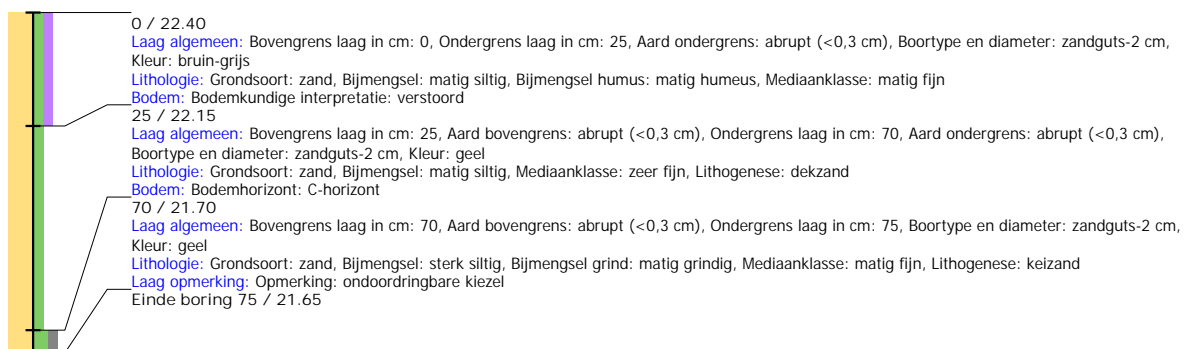 0 / 22.40
Laag algemeen: Bovengrens laag in cm: 0, Ondergrens laag in cm: 25, Aard ondergrens: abrupt (<0,3 cm), Boortype en diameter: zandguts-2 cm,
Kleur: bruin-grijs
Lithologie: Grondsoort: zand, Bijmengsel: matig siltig, Bijmengsel humus: matig humeus, Mediaanklasse: matig fijn
Bodem: Bodemkundige interpretatie: verstoord
25 / 22.15
Laag algemeen: Bovengrens laag in cm: 25, Aard bovengrens: abrupt (<0,3 cm), Ondergrens laag in cm: 70, Aard ondergrens: abrupt (<0,3 cm),
Boortype en diameter: zandguts-2 cm, Kleur: geel
Lithologie: Grondsoort: zand, Bijmengsel: matig siltig, Mediaanklasse: zeer fijn, Lithogenese: dekzand
Bodem: Bodemhorizont: C-horizont
70 / 21.70
Laag algemeen: Bovengrens laag in cm: 70, Aard bovengrens: abrupt (<0,3 cm), Ondergrens laag in cm: 75, Boortype en diameter: zandguts-2 cm,
Kleur: geel
Lithologie: Grondsoort: zand, Bijmengsel: sterk siltig, Bijmengsel grind: matig grindig, Mediaanklasse: matig fijn, Lithogenese: keizand
Laag opmerking: Opmerking: ondoordringbare kiezel
Einde boring 75 / 21.65